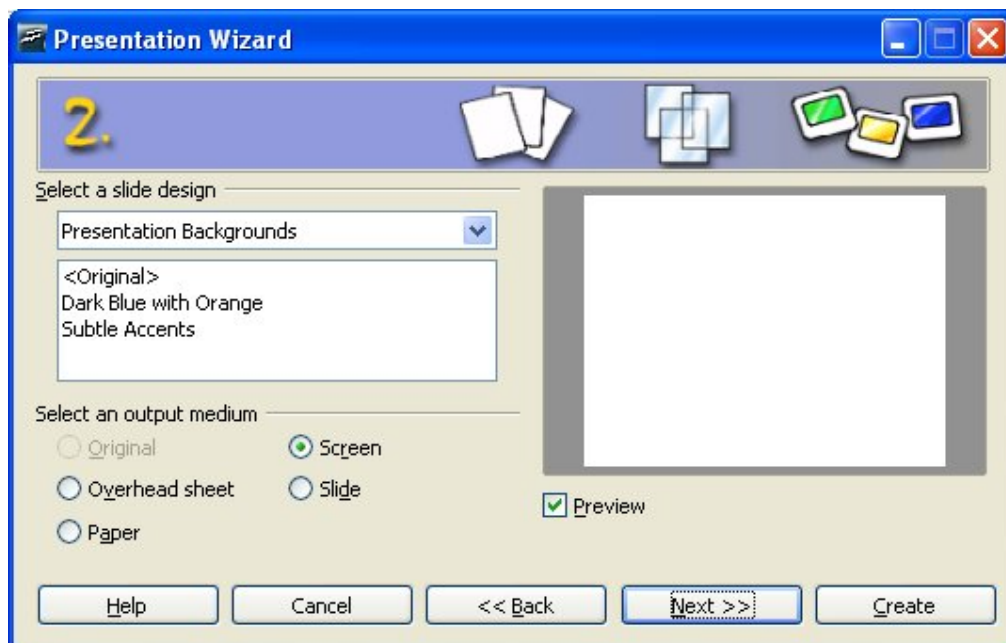 Presentation Wizard
2.
Select a slide design
Presentation Backgrounds
<Original>
Dark Blue with Orange
Subtle Accents
Select an output medium
Original
Screen
Overhead sheet
Slide
Paper
Preview
Help
Cancel
<< Back
Next >>
Create